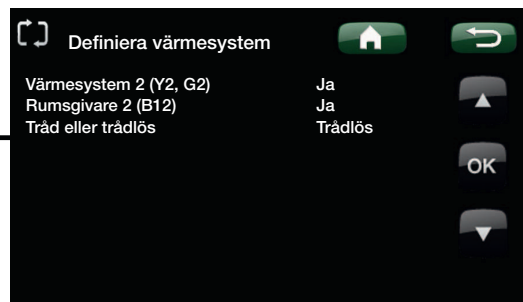 Definiera värmesystem
Värmesystem 2 (Y2, G2) Ja
Rumsgivare 2 (B12) Ja
Tråd eller trådlös Trådlös
OK